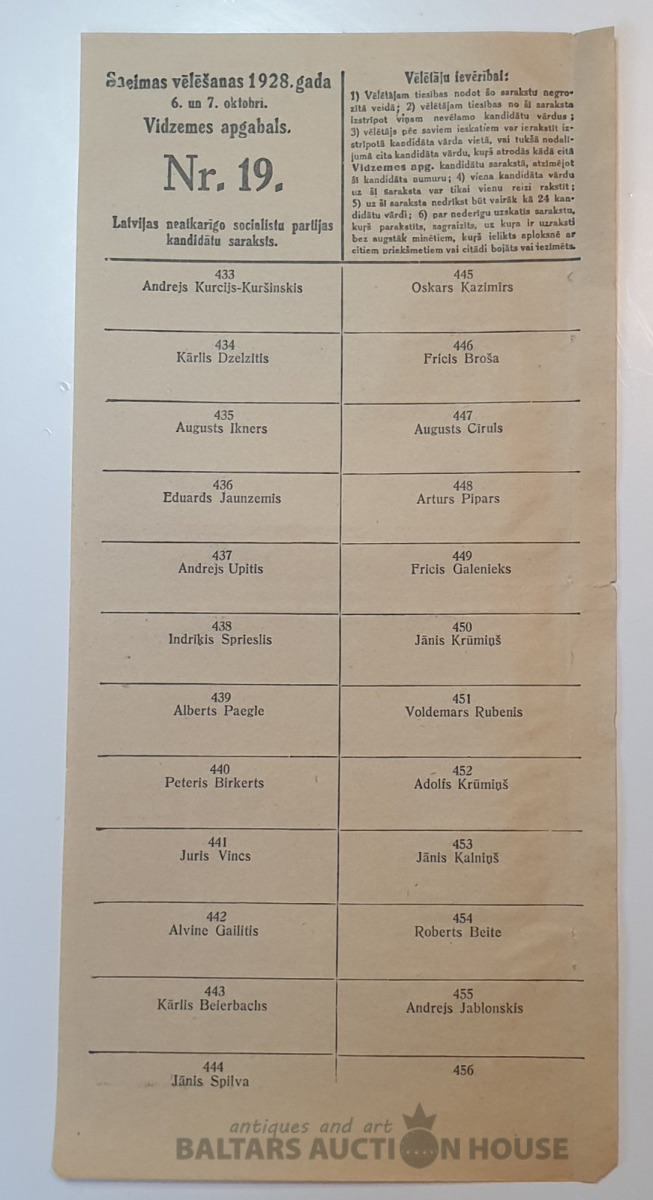 Saeimas vēlēšanas 1928. gada
6. un 7. oktobri.
Vidzemes apgabals.
Nr. 19.
Latvijas neatkarīgo socialistu partijas
kandidātu saraksts.
Vēlētāju ievērībai:
1) Vēlētājam tiesības nodot šo sarakstu negro-
zītā veidā; 2) vēlētājam tiesības no šī saraksta
izstrīpot viņam nevēlamo kandidātu vārdus;
3) vēlētājs pēc saviem ieskatiem var ierakstīt iz-
strīpotā kandidāta vārda vietā, vai tukšā nodalī-
jumā cita kandidāta vārdu, kuŗš atrodās kādā citā
Vidzemes apg. kandidātu sarakstā, atzīmējot
šī kandidāta numuru; 4) viena kandidāta vārdu
uz šī saraksta var tikai vienu reizi rakstīt;
5) uz šī saraksta nedrīkst būt vairāk kā 24 kan-
didātu vārdi; 6) par nederīgu uzskatīs sarakstu,
kuŗš parakstīts, sagraizīts, uz kuŗa ir uzraksti
bez augstāk minētiem, kuŗš ielikts aploksnē ar
citiem priekšmetiem vai citādi bojāts vai iezīmēts.
433
Andrejs Kurcijs-Kuršinskis
434
Kārlis Dzelzītis
435
Augusts Ikners
436
Eduards Jaunzemis
437
Andrejs Upītis
438
Indriķis Sprieslis
439
Alberts Paegle
440
Peteris Birkerts
441
Juris Vincs
442
Alvine Gailītis
443
Kārlis Beierbachs
444
Jānis Spilva
445
Oskars Kazimirs
446
Fricis Broša
447
Augusts Cīruls
448
Arturs Pīpars
449
Fricis Galenieks
450
Jānis Krūmiņš
451
Voldemars Rubenis
452
Adolfs Krūmiņš
453
Jānis Kalniņš
454
Roberts Beite
455
Andrejs Jablonskis
456
antiques and art
BALTARS AUCTION HOUSE